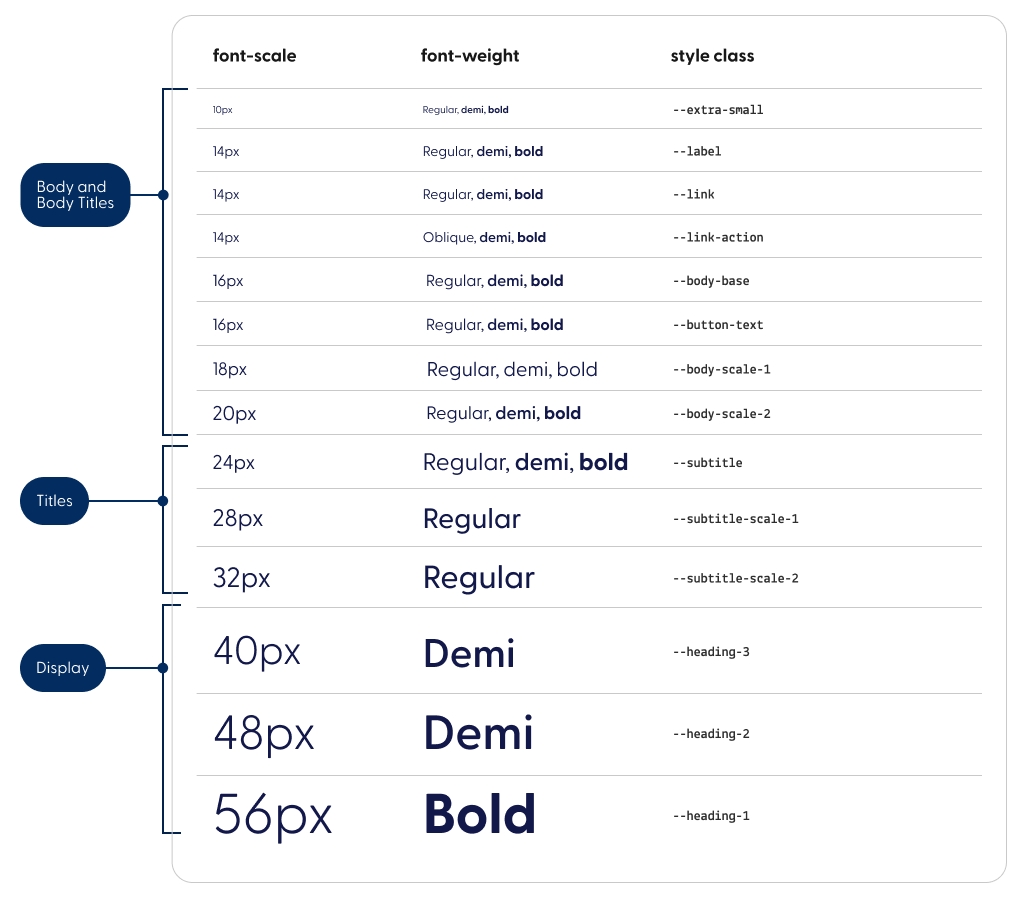 font-scale font-weight style class
10px Regular, demi, bold --extra-small
14px Regular, demi, bold --label
Body and
Body Titles
14px Regular, demi, bold --link
14px Oblique, demi, bold --link-action
16px Regular, demi, bold --body-base
16px Regular, demi, bold --button-text
18px Regular, demi, bold --body-scale-1
20px Regular, demi, bold --body-scale-2
24px Regular, demi, bold --subtitle
Titles
28px Regular --subtitle-scale-1
32px Regular --subtitle-scale-2
40px Demi --heading-3
Display
48px Demi --heading-2
56px Bold --heading-1